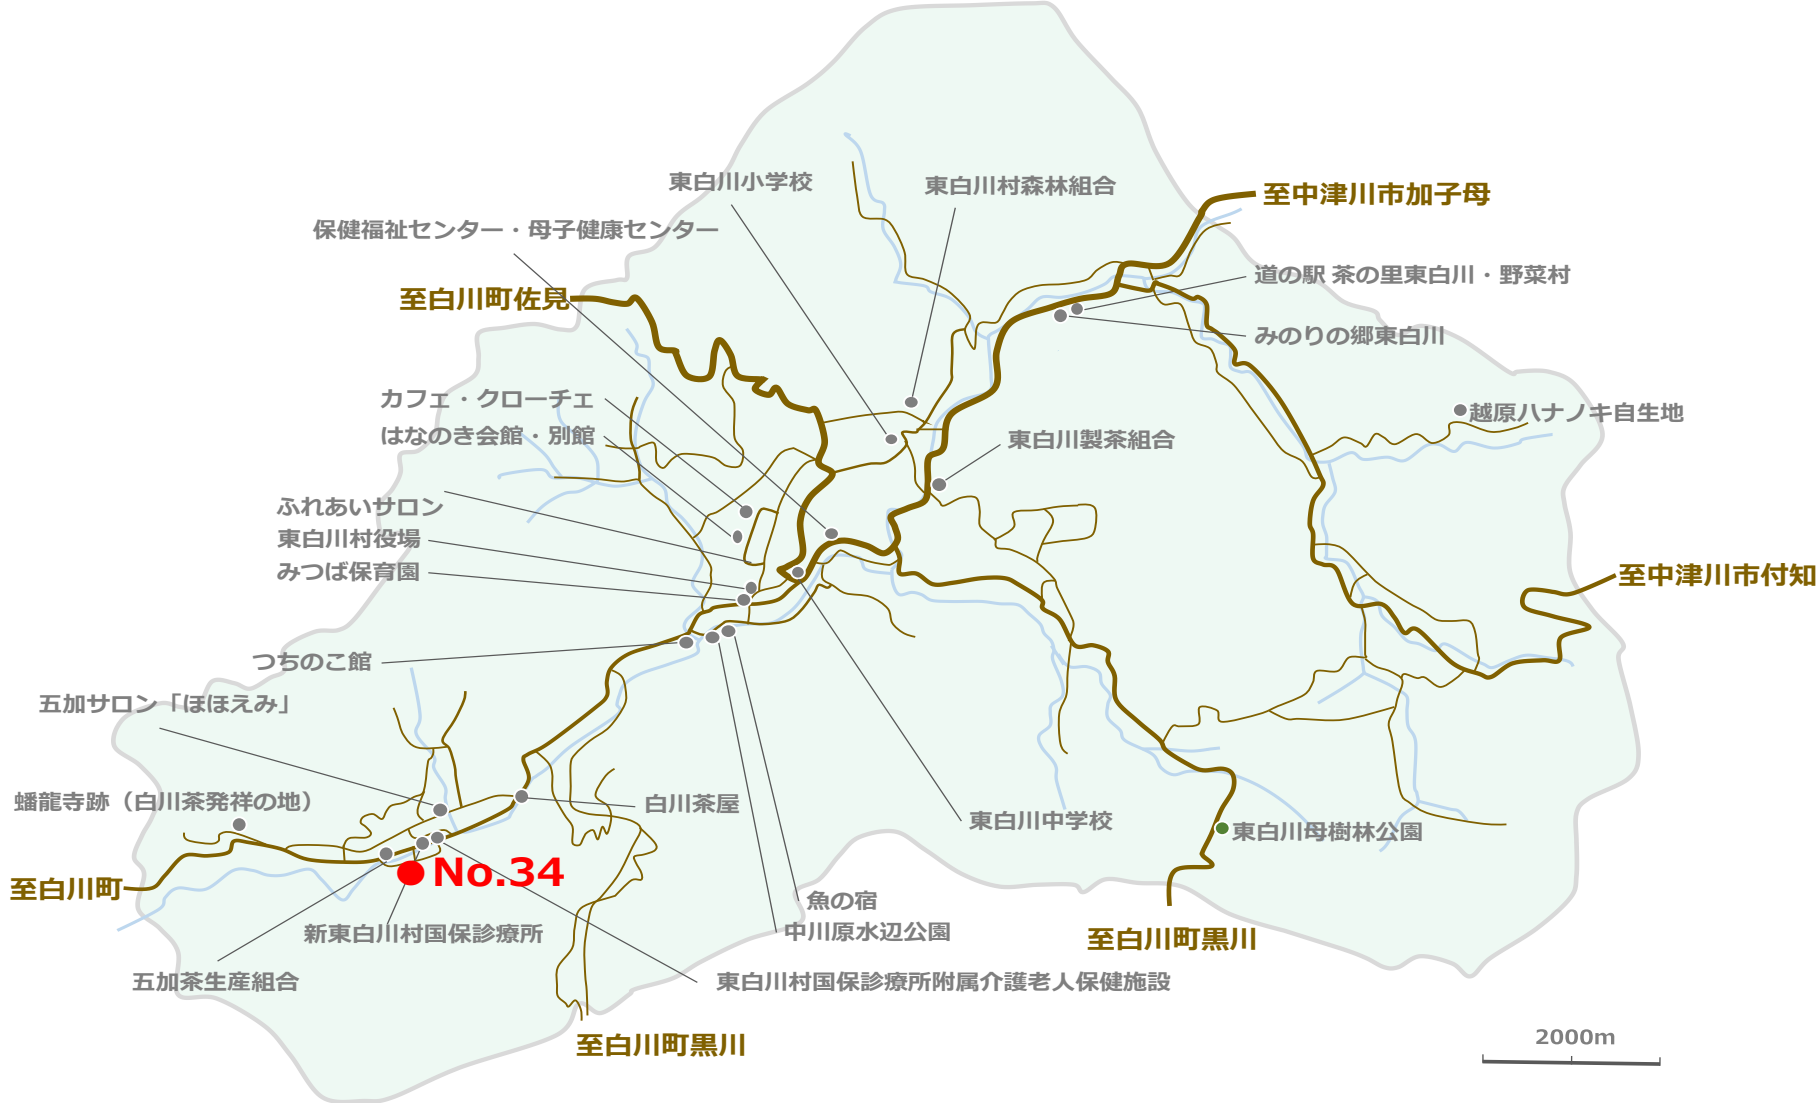 東白川小学校
東白川村森林組合
至中津川市加子母
保健福祉センター・母子健康センター
道の駅 茶の里東白川・野菜村
至白川町佐見
みのりの郷東白川
カフェ・クローチェ
越原ハナノキ自生地
はなのき会館・別館
東白川製茶組合
ふれあいサロン
東白川村役場
みつば保育園
至中津川市付知
つちのこ館
五加サロン「ほほえみ」
蟠龍寺跡（白川茶発祥の地）
白川茶屋
東白川中学校
東白川母樹林公園
No.34
至白川町
魚の宿
新東白川村国保診療所
中川原水辺公園
至白川町黒川
五加茶生産組合
東白川村国保診療所附属介護老人保健施設
至白川町黒川
2000m